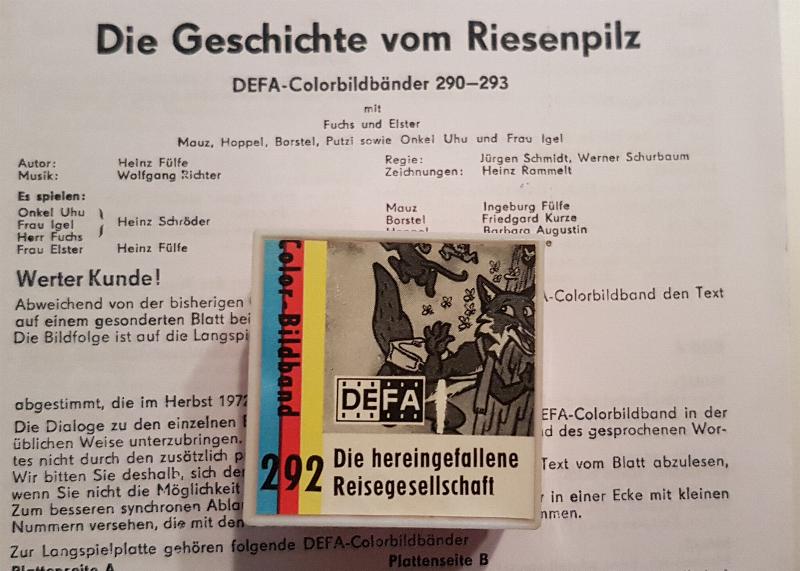 Die Geschichte vom Riesenpilz
DEFA-Colorbildbänder 290–293
mit
Fuchs und Elster
Mauz, Hoppel, Borstel, Putzi sowie Onkel Uhu und Frau Igel
Autor: Heinz Fülfe
Musik: Wolfgang Richter
Regie: Jürgen Schmidt, Werner Schurbaum
Zeichnungen: Heinz Rammelt
Es spielen:
Onkel Uhu
Frau Igel
Herr Fuchs
Heinz Schröder
Frau Elster Heinz Fülfe
Mauz Ingeburg Fülfe
Borstel Friedgard Kurze
Barbara Augustin
Werter Kunde!
Abweichend von der bisherigen
-Colorbildband den Text
auf einem gesonderten Blatt
Die Bildfolge ist auf die
abgestimmt, die im Herbst 1972
Die Dialoge zu den einzelnen
EFA-Colorbildband in der
üblichen Weise unterzubringen.
des gesprochenen Wor-
tes nicht durch den zusätzlich
Wir bitten Sie deshalb, sich
Text vom Blatt abzulesen,
wenn Sie nicht die Möglichkeit
in einer Ecke mit kleinen
Zum besseren synchronen
Nummern versehen, die mit den
Zur Langspielplatte gehören folgende DEFA-Colorbildbänder
Plattenseite A Plattenseite B
Color-Bildband
DEFA
292
Die hereingefallene
Reisegesellschaft